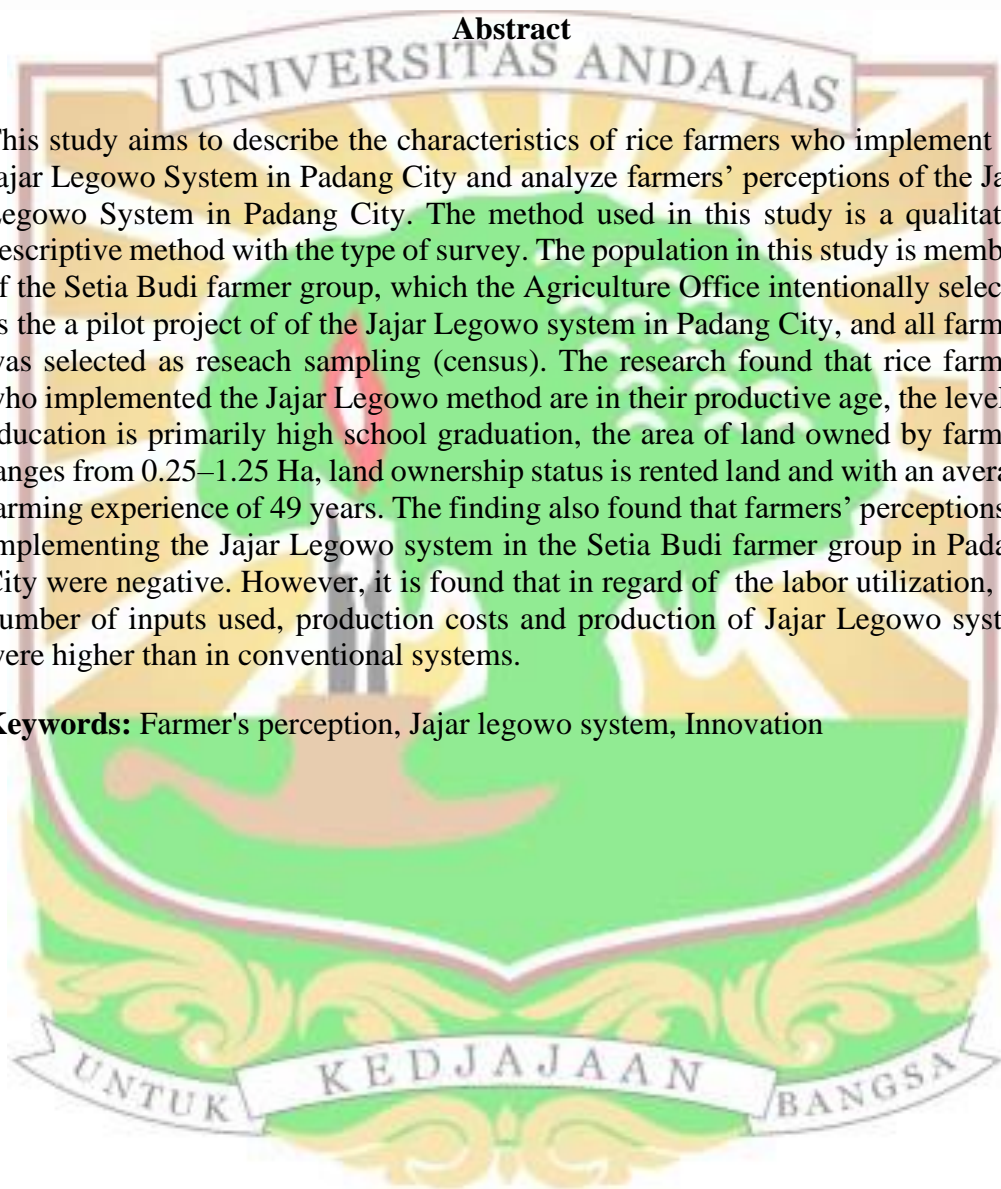 Abstract
UNIVERSITAS ANDALAS
This study aims to describe the characteristics of rice farmers who implement
ajar Legowo System in Padang City and analyze farmers’ perceptions of the Ja
Legowo System in Padang City. The method used in this study is a qualitat
descriptive method with the type of survey. The population in this study is memb
f the Setia Budi farmer group, which the Agriculture Office intentionally selec
s the a pilot project of of the Jajar Legowo system in Padang City, and all farm
was selected as reseach sampling (census). The research found that rice farm
who implemented the Jajar Legowo method are in their productive age, the level
education is primarily high school graduation, the area of land owned by farm
anges from 0.25–1.25 Ha, land ownership status is rented land and with an avera
arming experience of 49 years. The finding also found that farmers’ perceptions
mplementing the Jajar Legowo system in the Setia Budi farmer group in Pada
City were negative. However, it is found that in regard of the labor utilization,
number of inputs used, production costs and production of Jajar Legowo syst
were higher than in conventional systems.
Keywords: Farmer's perception, Jajar legowo system, Innovation
UNTUK KEDJAJAAN BANGSA